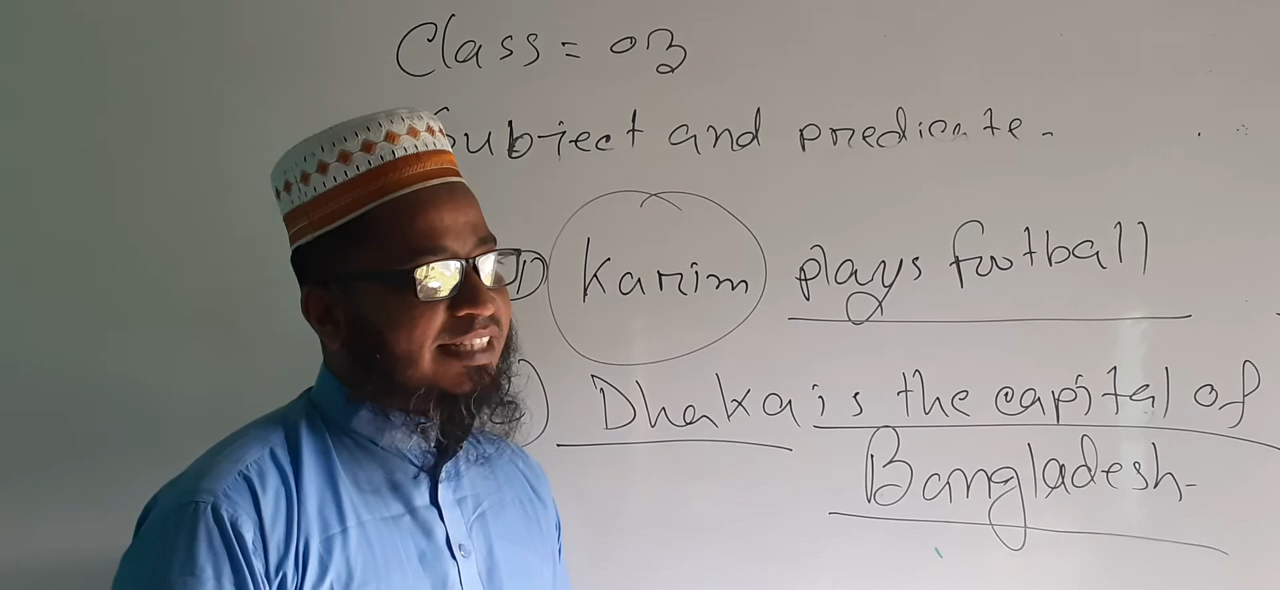 Class = 03
Subject and predicate.
1) Karim plays football
2) Dhaka is the capital of
Bangladesh.